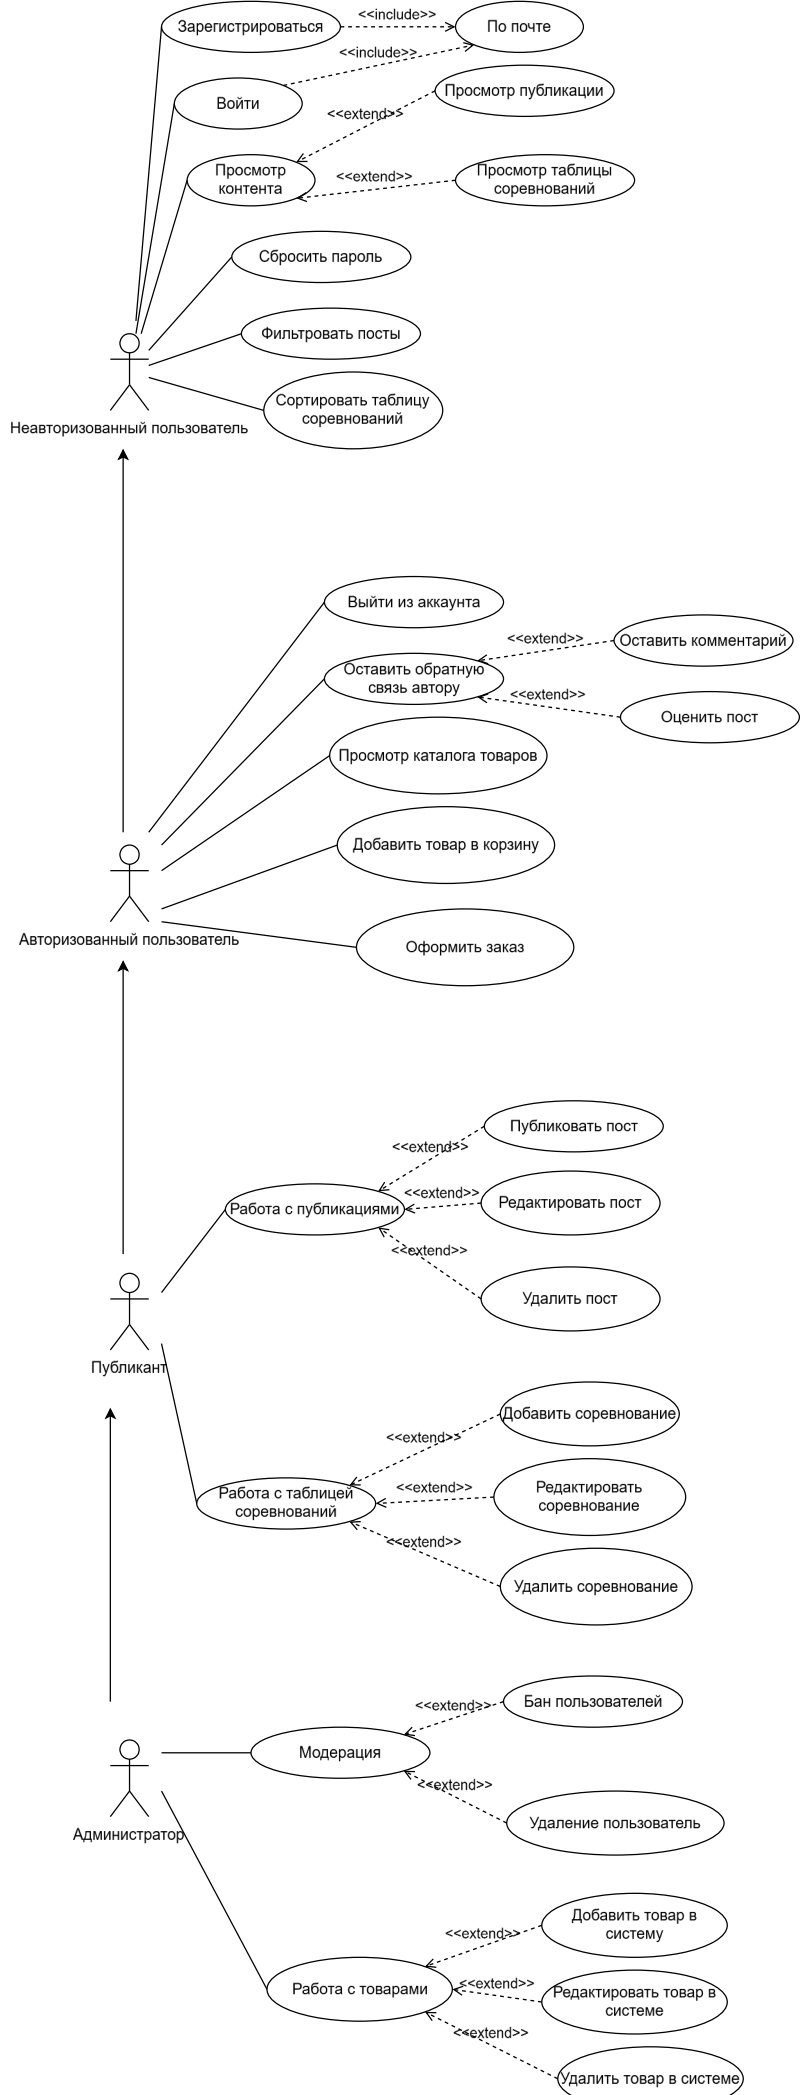 Зарегистрироваться
<<include>>
По почте
<<include>>
Войти
Просмотр публикации
<<extend>>
Просмотр
контента
<<extend>>
Просмотр таблицы
соревнований
Сбросить пароль
Фильтровать посты
Сортировать таблицу
соревнований
Неавторизованный пользователь
Выйти из аккаунта
<<extend>>
Оставить комментарий
Оставить обратную
связь автору
<<extend>>
Оценить пост
Просмотр каталога товаров
Добавить товар в корзину
Авторизованный пользователь
Оформить заказ
Публиковать пост
<<extend>>
<<extend>>
Редактировать пост
Работа с публикациями
<<extend>>
Удалить пост
Публикант
Добавить соревнование
<<extend>>
Работа с таблицей
соревнований
<<extend>>
Редактировать
соревнование
<<extend>>
Удалить соревнование
Бан пользователей
<<extend>>
Модерация
<<extend>>
Удаление пользователь
Администратор
Добавить товар в
систему
<<extend>>
Работа с товарами
<<extend>>
Редактировать товар в
системе
<<extend>>
Удалить товар в системе